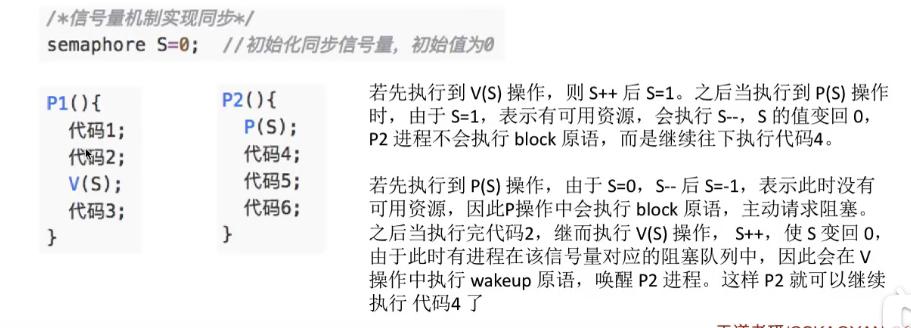 /*信号量机制实现同步*/
semaphore S=0; //初始化同步信号量，初始值为0
P1(){
代码1;
代码2;
V(S);
代码3;
}
P2(){
P(S);
代码4;
代码5;
代码6;
}
若先执行到 V(S) 操作，则 S++ 后 S=1。之后当执行到 P(S) 操作
时，由于 S=1，表示有可用资源，会执行 S--，S 的值变回 0，
P2 进程不会执行 block 原语，而是继续往下执行代码4。
若先执行到 P(S) 操作，由于 S=0，S-- 后 S=-1，表示此时没有
可用资源，因此P操作中会执行 block 原语，主动请求阻塞。
之后当执行完代码2，继而执行 V(S) 操作， S++，使 S 变回 0，
由于此时有进程在该信号量对应的阻塞队列中，因此会在 V
操作中执行 wakeup 原语，唤醒 P2 进程。这样 P2 就可以继续
执行 代码4 了